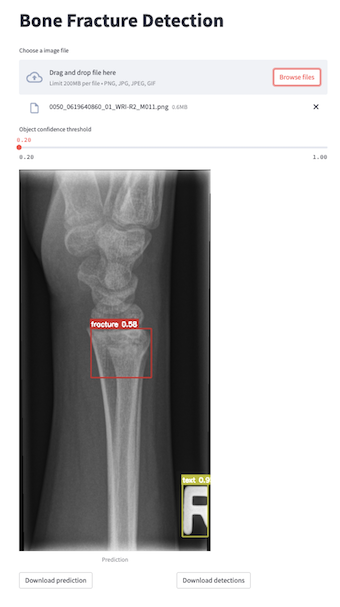 Bone Fracture Detection
Choose a image file
Drag and drop file here
Limit 200MB per file • PNG, JPG, JPEG, GIF
Browse files
0050_0619640860_01_WRI-R2_M011.png 0.6MB
Object confidence threshold
0.20
0.20 1.00
fracture 0.58
text 0.9
R
Prediction
Download prediction Download detections